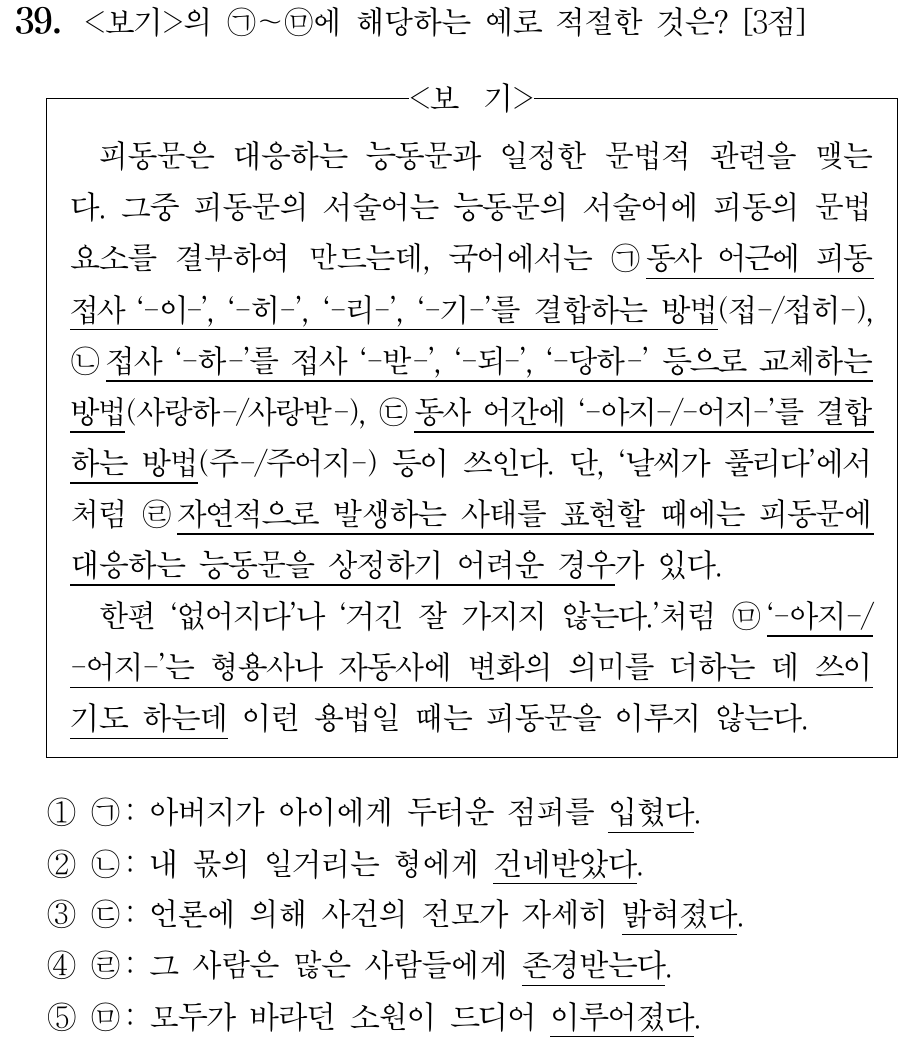 39. <보기>의 ㉠~㉤에 해당하는 예로 적절한 것은? [3점]
<보 기>
피동문은 대응하는 능동문과 일정한 문법적 관련을 맺는
다. 그중 피동문의 서술어는 능동문의 서술어에 피동의 문법
요소를 결부하여 만드는데, 국어에서는 ㉠동사 어근에 피동
접사 ‘-이-’, ‘-히-’, ‘-리-’, ‘-기-’를 결합하는 방법(접-/접히-),
㉡접사 ‘-하-’를 접사 ‘-받-’, ‘-되-’, ‘-당하-’ 등으로 교체하는
방법(사랑하-/사랑받-), ㉢동사 어간에 ‘-아지-/-어지-’를 결합
하는 방법(주-/주어지-) 등이 쓰인다. 단, ‘날씨가 풀리다’에서
처럼 ㉣자연적으로 발생하는 사태를 표현할 때에는 피동문에
대응하는 능동문을 상정하기 어려운 경우가 있다.
한편 ‘없어지다’나 ‘거긴 잘 가지지 않는다.’처럼 ㉤‘-아지-/
-어지-’는 형용사나 자동사에 변화의 의미를 더하는 데 쓰이
기도 하는데 이런 용법일 때는 피동문을 이루지 않는다.
① ㉠: 아버지가 아이에게 두터운 점퍼를 입혔다.
② ㉡: 내 몫의 일거리는 형에게 건네받았다.
③ ㉢: 언론에 의해 사건의 전모가 자세히 밝혀졌다.
④ ㉣: 그 사람은 많은 사람들에게 존경받는다.
⑤ ㉤: 모두가 바라던 소원이 드디어 이루어졌다.